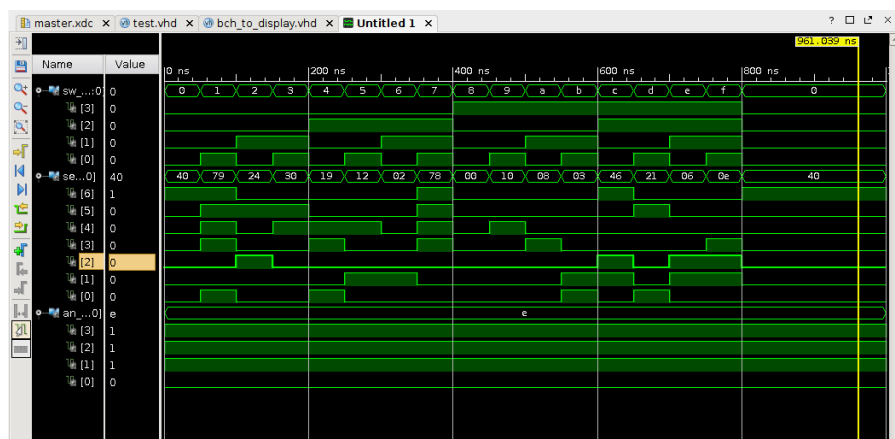 master.xdc × test.vhd × bch_to_display.vhd × Untitled 1 × ?
961.039 ns
Name Value |0 ns |200 ns |400 ns |600 ns |800 ns
sw_...:0] 0 0 1 2 3 4 5 6 7 8 9 a b c d e f 0
[3] 0
[2] 0
[1] 0
[0] 0
se...0] 40 40 79 24 30 19 12 02 78 00 10 08 03 46 21 06 0e 40
[6] 1
[5] 0
[4] 0
[3] 0
[2] 0
[1] 0
[0] 0
an_...0] e e
[3] 1
[2] 1
[1] 1
[0] 0